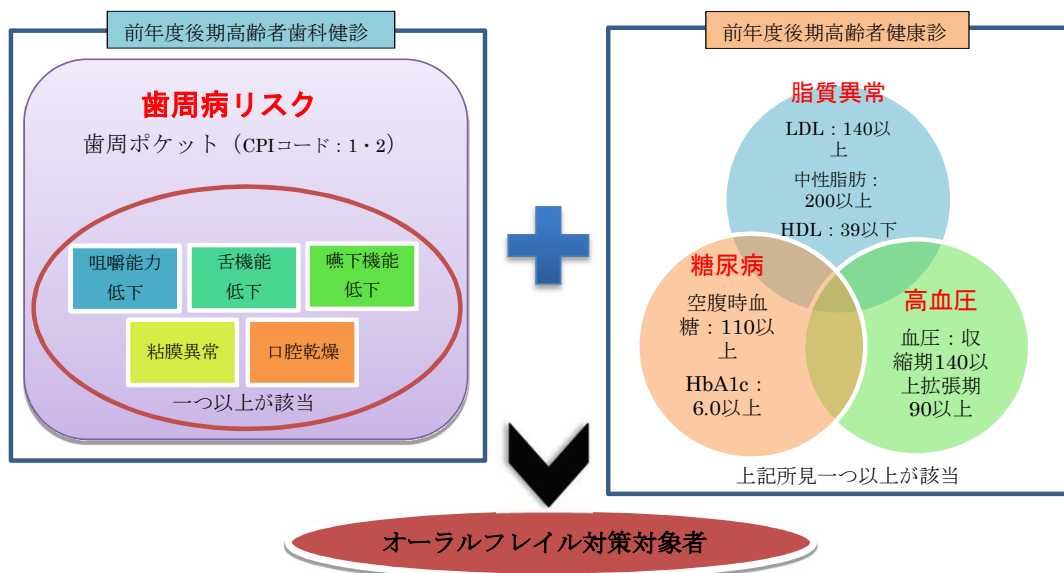 前年度後期高齢者歯科健診
歯周病リスク
歯周ポケット（CPIコード：1・2）
咀嚼能力
低下
舌機能
低下
嚥下機能
低下
粘膜異常
口腔乾燥
一つ以上が該当
前年度後期高齢者健康診
脂質異常
LDL：140以
上
中性脂肪：
200以上
HDL：39以下
糖尿病
空腹時血
糖：110以
上
HbA1c：
6.0以上
高血圧
血圧：収
縮期140以
上拡張期
90以上
上記所見一つ以上が該当
オーラルフレイル対策対象者